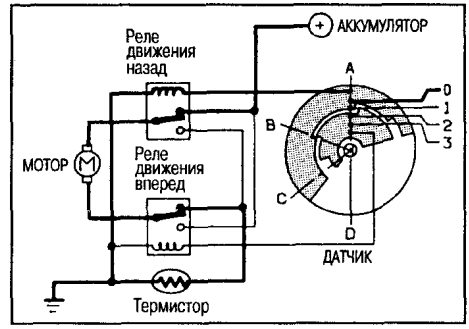 Реле
движения
назад
+ АККУМУЛЯТОР
A
0
1
2
3
B
МОТОР
M
Реле
движения
вперед
C
D
ДАТЧИК
Термистор